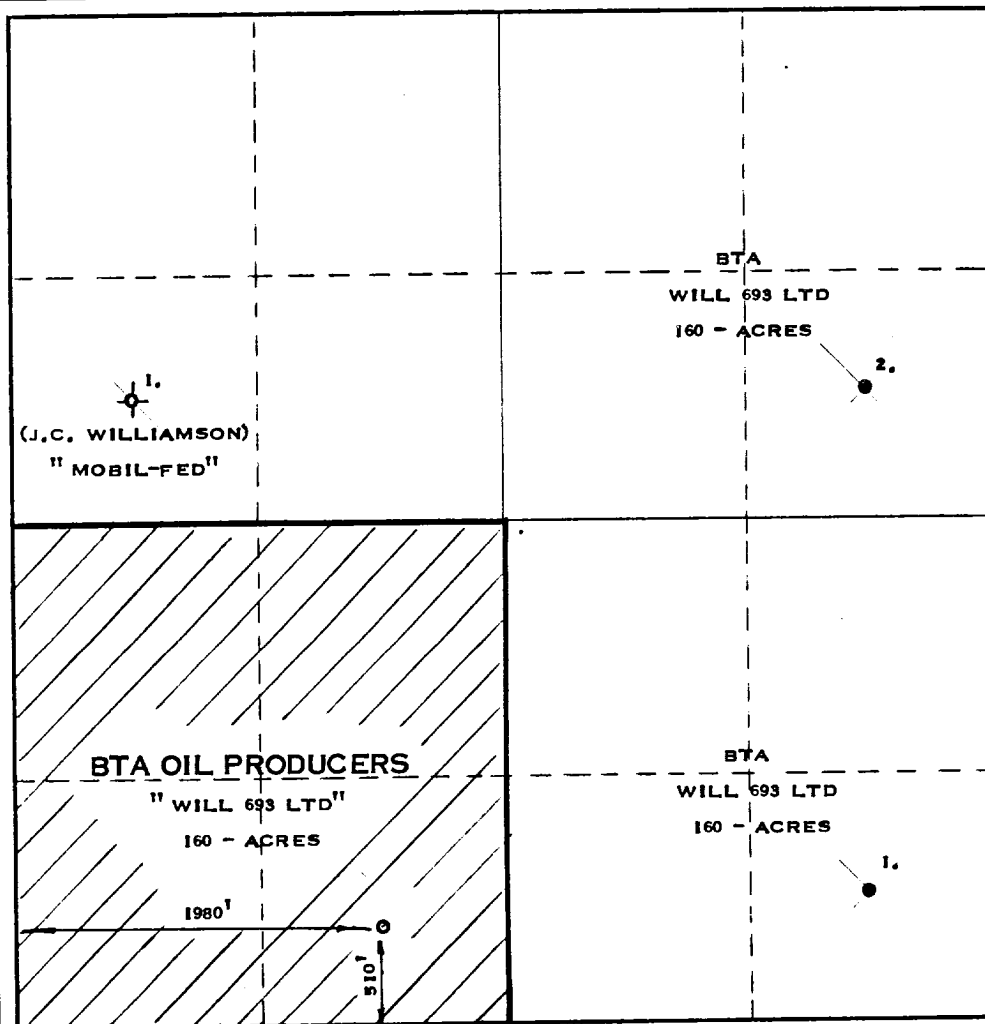 BTA
WILL 693 LTD
160 - ACRES
2.
1.
(J.C. WILLIAMSON)
" MOBIL-FED"
BTA OIL PRODUCERS
" WILL 693 LTD"
160 - ACRES
1980'
510'
BTA
WILL 693 LTD
160 - ACRES
1.